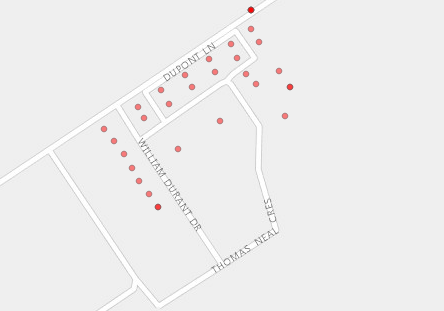 DUPONT LN
WILLIAM DURANT DR
THOMAS NEAL
CRES